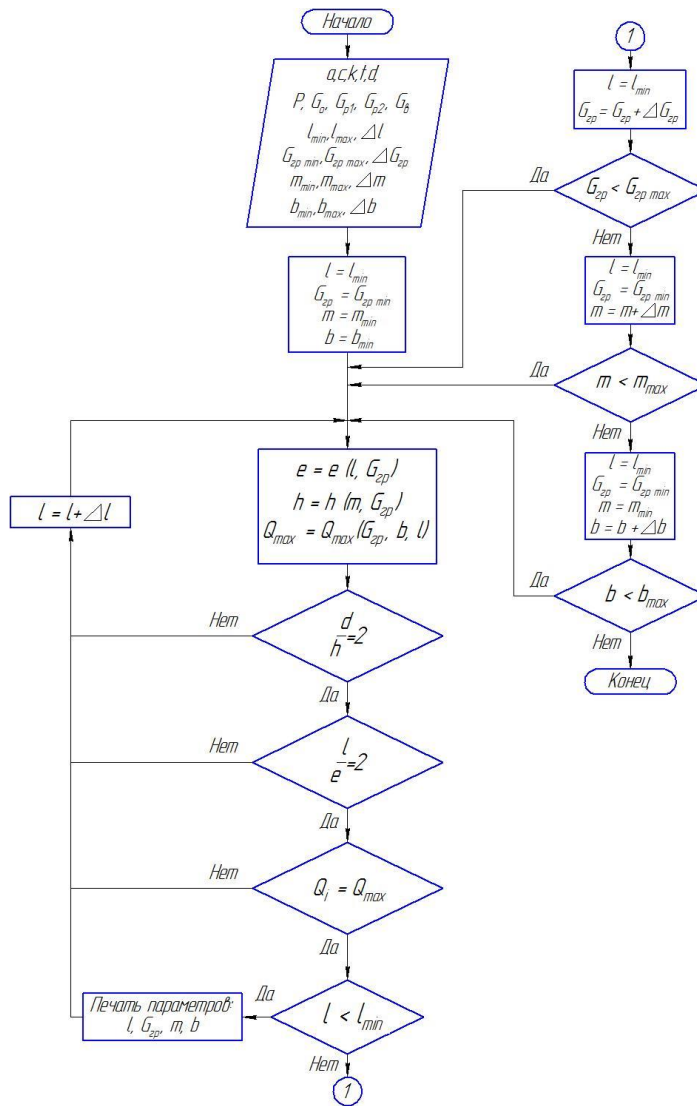 Начало
a,c,k,t,d,
P, G_o, G_p1, G_p2, G_в
l_min, l_max, △l
G_гр min, G_гр max, △G_гр
m_min, m_max, △m
b_min, b_max, △b
l = l_min
G_гр = G_гр min
m = m_min
b = b_min
e = e (l, G_гр)
h = h (m, G_гр)
Q_max = Q_max (G_гр, b, l)
l = l+△l
d/h=2
Нет
Да
l/e=2
Нет
Да
Q_i = Q_max
Нет
Да
l < l_min
Да
Печать параметров:
l, G_гр, m, b
Нет
1
1
l = l_min
G_гр = G_гр + △G_гр
G_гр < G_гр max
Да
Нет
l = l_min
G_гр = G_гр min
m = m+ △m
m < m_max
Да
Нет
l = l_min
G_гр = G_гр min
m = m_min
b = b + △b
b < b_max
Да
Нет
Конец